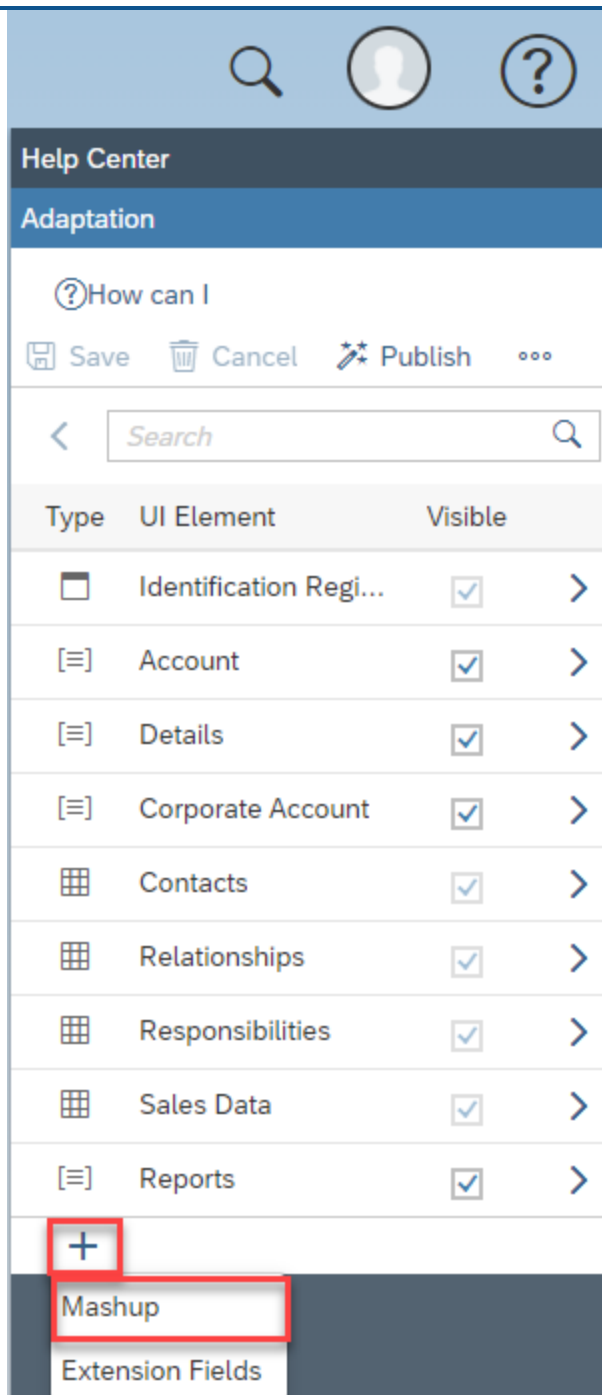 ?
Help Center
Adaptation
?How can I
Save Cancel Publish
Search
Type UI Element Visible
Identification Regi...
Account
Details
Corporate Account
Contacts
Relationships
Responsibilities
Sales Data
Reports
+
Mashup
Extension Fields